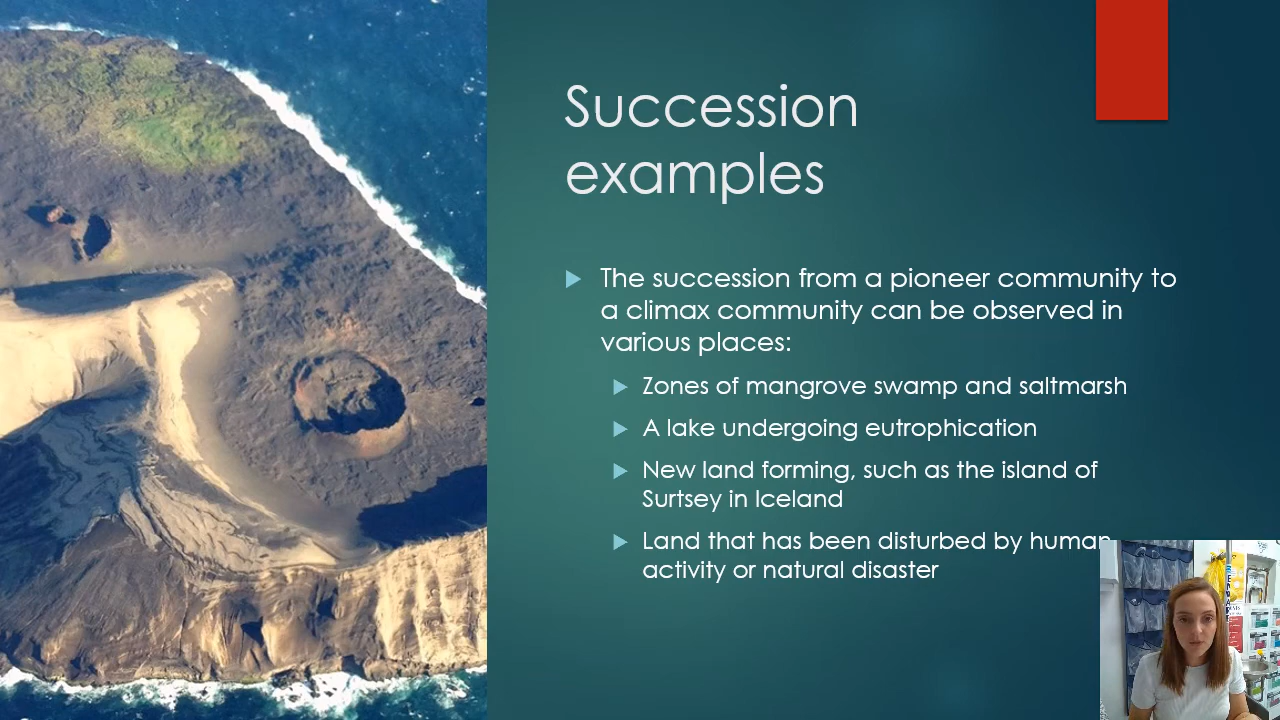 Succession
examples
The succession from a pioneer community to
a climax community can be observed in
various places:
Zones of mangrove swamp and saltmarsh
A lake undergoing eutrophication
New land forming, such as the island of
Surtsey in Iceland
Land that has been disturbed by human
activity or natural disaster